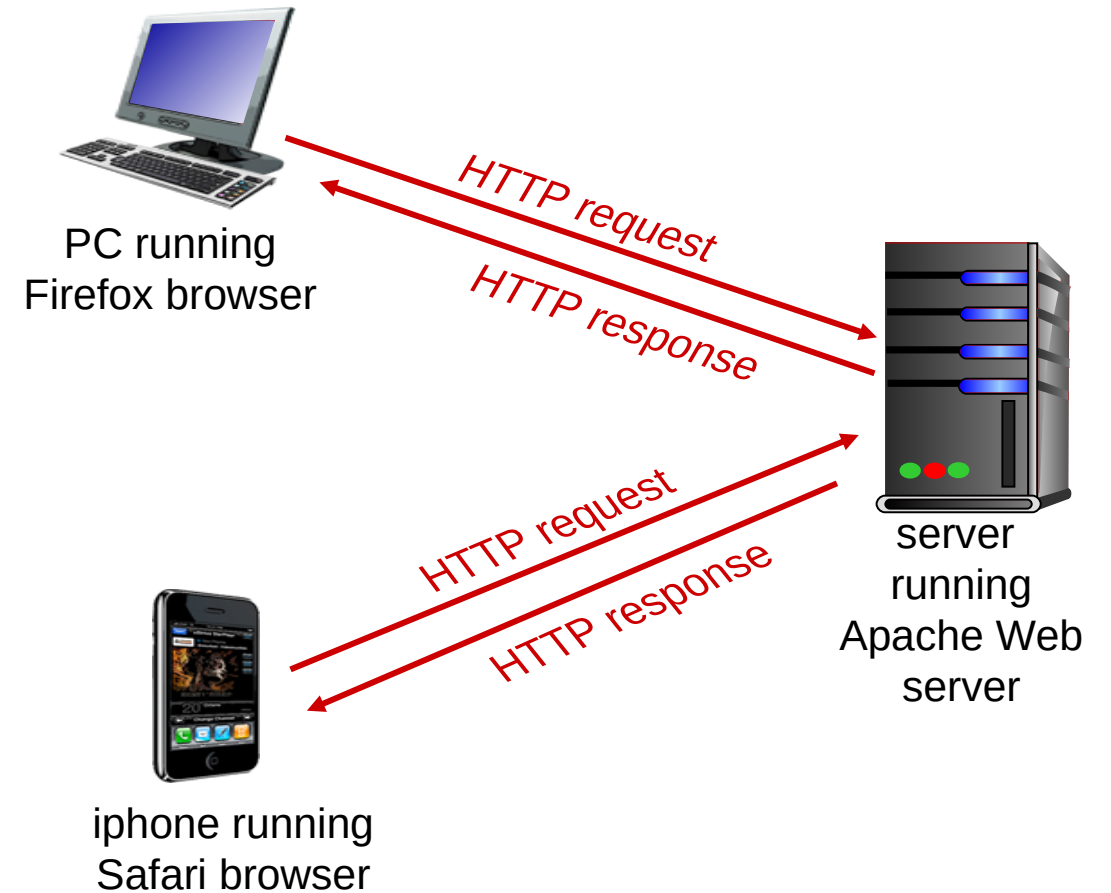 HTTP request
HTTP response
PC running
Firefox browser
HTTP request
HTTP response
server
running
Apache Web
server
iphone running
Safari browser